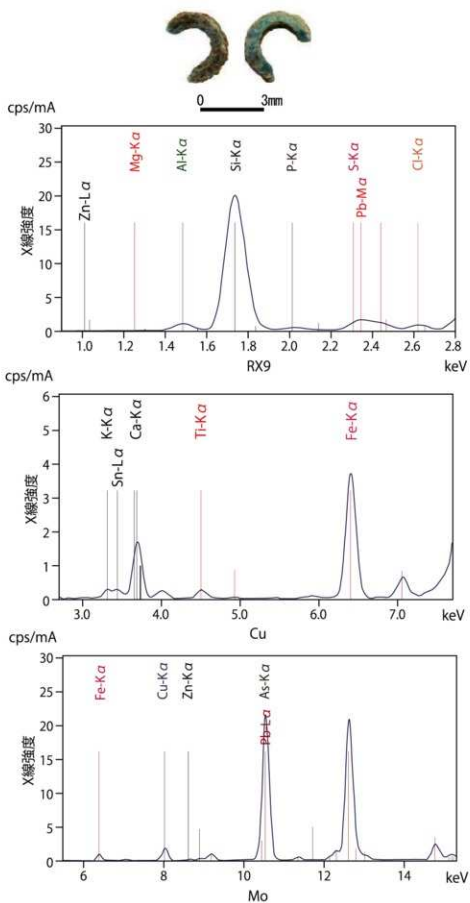 0 3mm
cps/mA
X線強度
30
25
20
15
10
5
0
Zn-Lα
Mg-Kα
Al-Kα
Si-Kα
P-Kα
S-Kα
Pb-Mα
Cl-Kα
1.0 1.2 1.4 1.6 1.8 2.0 2.2 2.4 2.6 2.8
RX9 keV
cps/mA
X線強度
6
5
4
3
2
1
0
K-Kα
Sn-Lα
Ca-Kα
Ti-Kα
Fe-Kα
3.0 4.0 5.0 6.0 7.0 keV
Cu
cps/mA
X線強度
30
25
20
15
10
5
0
Fe-Kα
Cu-Kα
Zn-Kα
As-Kα
Pb-Lα
6 8 10 12 14 keV
Mo